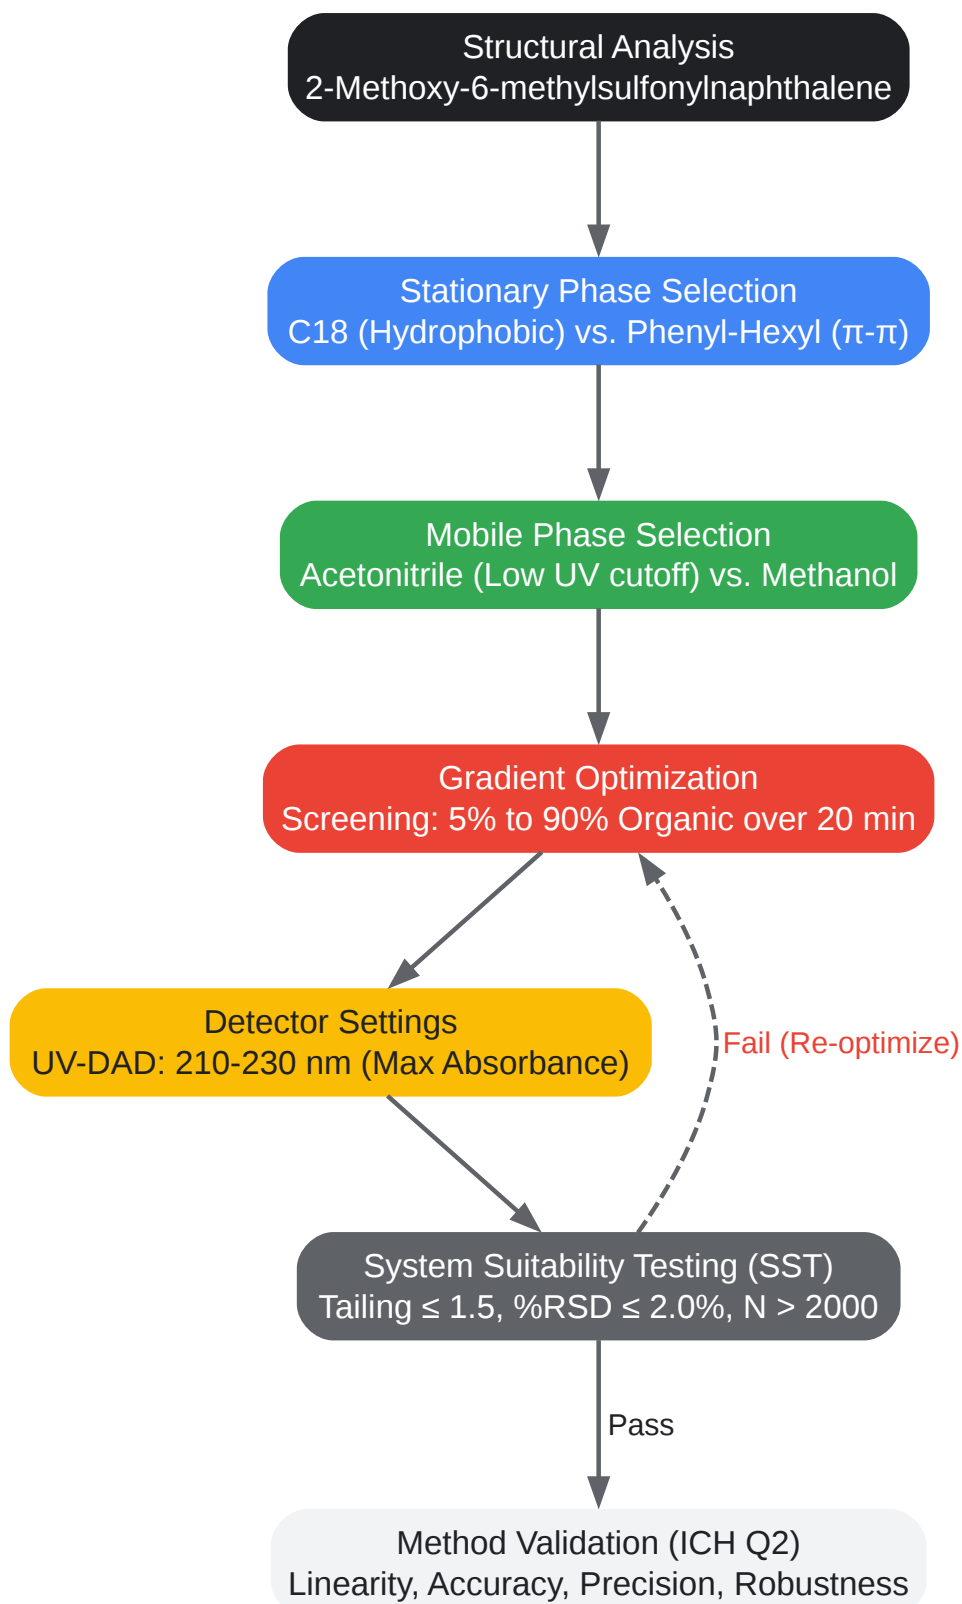 Structural Analysis
2-Methoxy-6-methylsulfonylnaphthalene
Stationary Phase Selection
C18 (Hydrophobic) vs. Phenyl-Hexyl (π-π)
Mobile Phase Selection
Acetonitrile (Low UV cutoff) vs. Methanol
Gradient Optimization
Screening: 5% to 90% Organic over 20 min
Detector Settings
UV-DAD: 210-230 nm (Max Absorbance)
Fail (Re-optimize)
System Suitability Testing (SST)
Tailing ≤ 1.5, %RSD ≤ 2.0%, N > 2000
Pass
Method Validation (ICH Q2)
Linearity, Accuracy, Precision, Robustness